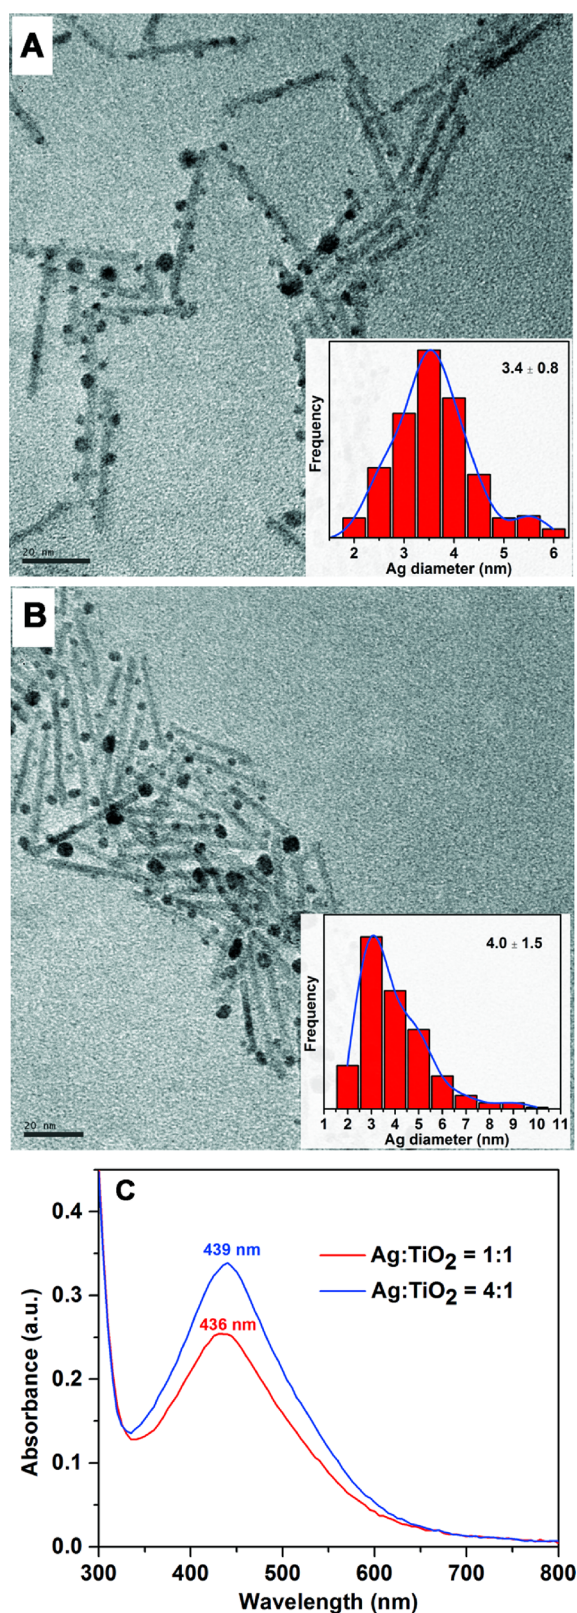 A
3.4 ± 0.8
Frequency
2 3 4 5 6
Ag diameter (nm)
20 nm
B
4.0 ± 1.5
Frequency
1 2 3 4 5 6 7 8 9 10 11
Ag diameter (nm)
20 nm
C
439 nm
436 nm
Ag:TiO₂ = 1:1
Ag:TiO₂ = 4:1
Absorbance (a.u.)
0.4
0.3
0.2
0.1
0.0
300 400 500 600 700 800
Wavelength (nm)